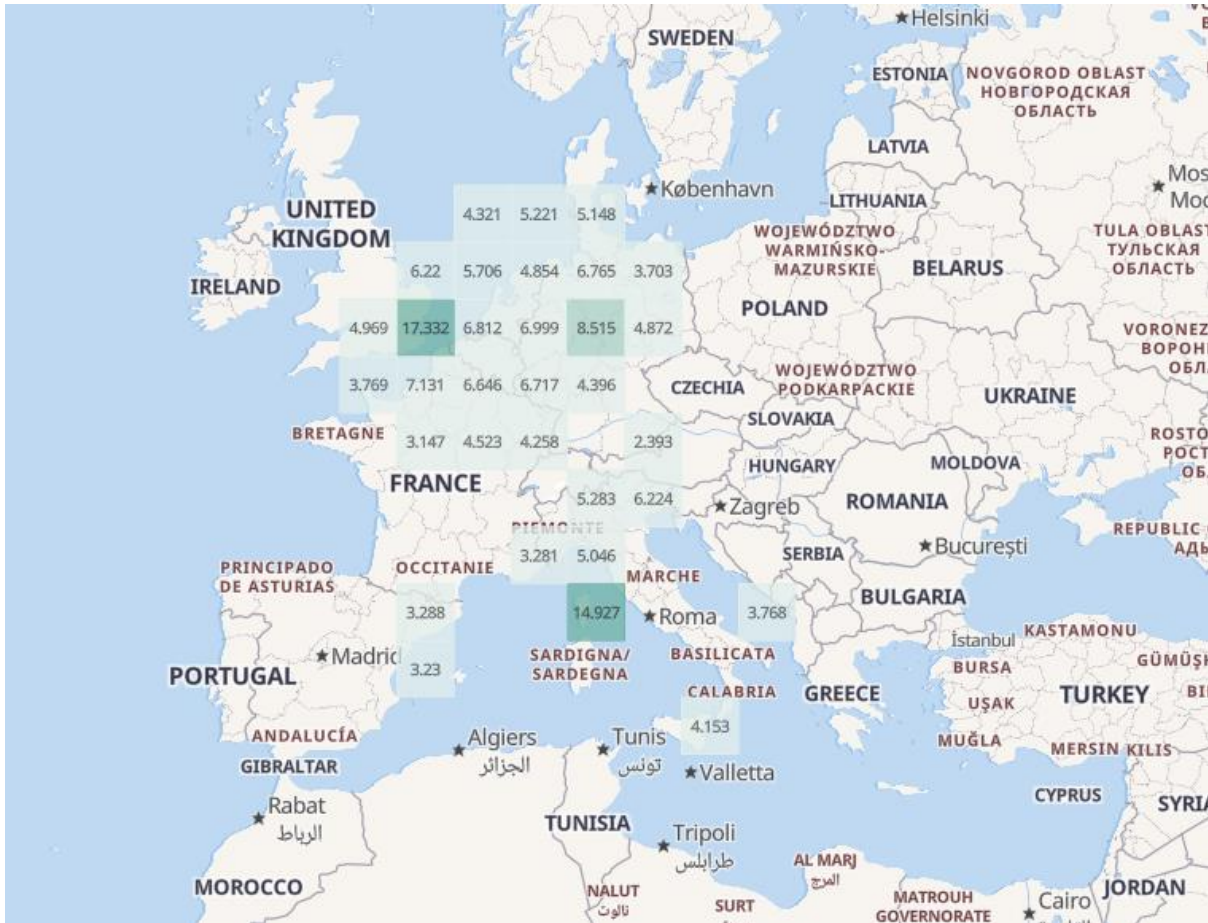 Helsinki
SWEDEN
ESTONIA
NOVGOROD OBLAST
НОВГОРОДСКАЯ
ОБЛАСТЬ
LATVIA
København
LITHUANIA
UNITED
KINGDOM
4.321 5.221 5.148
WOJEWÓDZTWO
WARMIŃSKO-
MAZURSKIE
TULA OBLAST
ТУЛЬСКАЯ
ОБЛАСТЬ
IRELAND
6.22 5.706 4.854 6.765 3.703
BELARUS
POLAND
4.969 17.332 6.812 6.999 8.515 4.872
3.769 7.131 6.646 6.717 4.396
CZECHIA
WOJEWÓDZTWO
PODKARPACKIE
UKRAINE
SLOVAKIA
BRETAGNE
3.147 4.523 4.258 2.393
HUNGARY
MOLDOVA
FRANCE
5.283 6.224
Zagreb
ROMANIA
PIEMONTE
3.281 5.046
SERBIA
București
REPUBLIC
PRINCIPADO
DE ASTURIAS
OCCITANIE
MARCHE
BULGARIA
3.288 14.927
Roma
3.768
İstanbul
KASTAMONU
Madrid
3.23
SARDIGNA/
SARDEGNA
BASILICATA
BURSA
PORTUGAL
CALABRIA
GREECE
UŞAK
TURKEY
ANDALUCÍA
4.153
MUĞLA
MERSIN KILIS
GIBRALTAR
Algiers
الجزائر
Tunis
تونس
Valletta
CYPRUS
Rabat
الرباط
TUNISIA
Tripoli
طرابلس
AL MARJ
المرج
MOROCCO
NALUT
نالوت
SURT
MATROUH
GOVERNORATE
Cairo
JORDAN